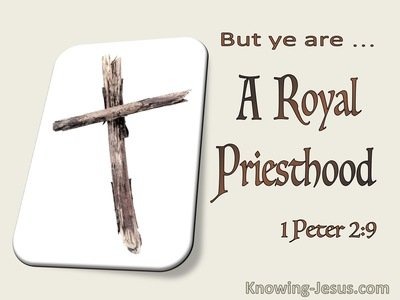 But ye are ...
A Royal
Priesthood
1 Peter 2:9
Knowing-Jesus.com